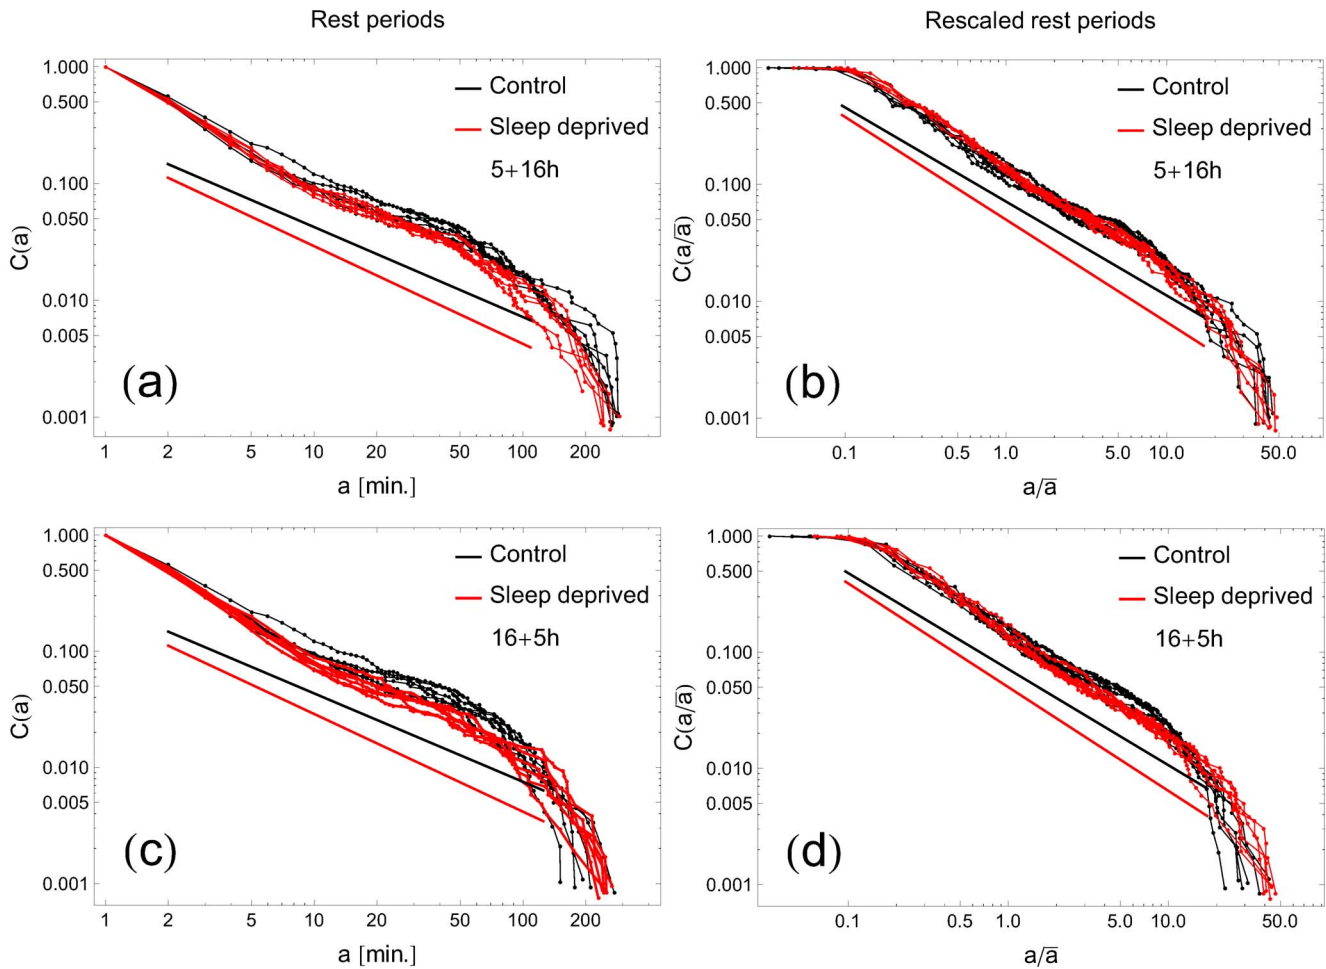 Rest periods
Rescaled rest periods
1.000
0.500
0.100
0.050
0.010
0.005
0.001
C(a)
Control
Sleep deprived
5+16h
(a)
1 2 5 10 20 50 100 200
a [min.]
1.000
0.500
0.100
0.050
0.010
0.005
0.001
C(a/a̅)
Control
Sleep deprived
5+16h
(b)
0.1 0.5 1.0 5.0 10.0 50.0
a/a̅
1.000
0.500
0.100
0.050
0.010
0.005
0.001
C(a)
Control
Sleep deprived
16+5h
(c)
1 2 5 10 20 50 100 200
a [min.]
1.000
0.500
0.100
0.050
0.010
0.005
0.001
C(a/a̅)
Control
Sleep deprived
16+5h
(d)
0.1 0.5 1.0 5.0 10.0 50.0
a/a̅